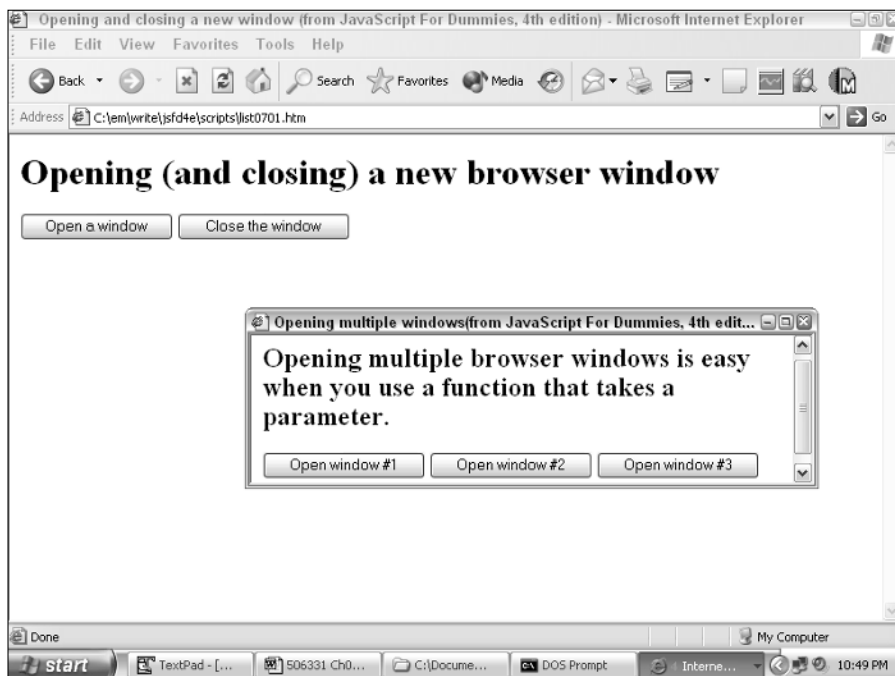 Opening and closing a new window (from JavaScript For Dummies, 4th edition) - Microsoft Internet Explorer
File Edit View Favorites Tools Help
Back Search Favorites Media
Address C:\em\write\jsfd4e\scripts\list0701.htm Go
Opening (and closing) a new browser window
Open a window Close the window
Opening multiple windows(from JavaScript For Dummies, 4th edit...
Opening multiple browser windows is easy
when you use a function that takes a
parameter.
Open window #1 Open window #2 Open window #3
Done My Computer
start TextPad - [... 506331 Ch0... C:\Docume... DOS Prompt Interne... 10:49 PM